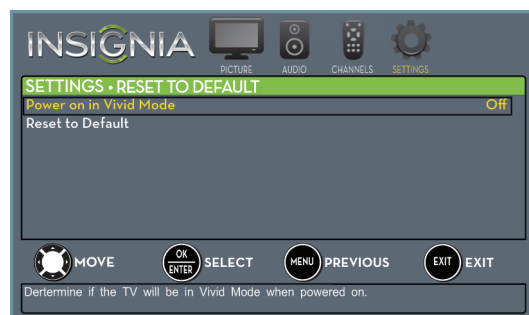 INSIGNIA
PICTURE AUDIO CHANNELS SETTINGS
SETTINGS • RESET TO DEFAULT
Power on in Vivid Mode Off
Reset to Default
MOVE OK ENTER SELECT MENU PREVIOUS EXIT EXIT
Dertermine if the TV will be in Vivid Mode when powered on.